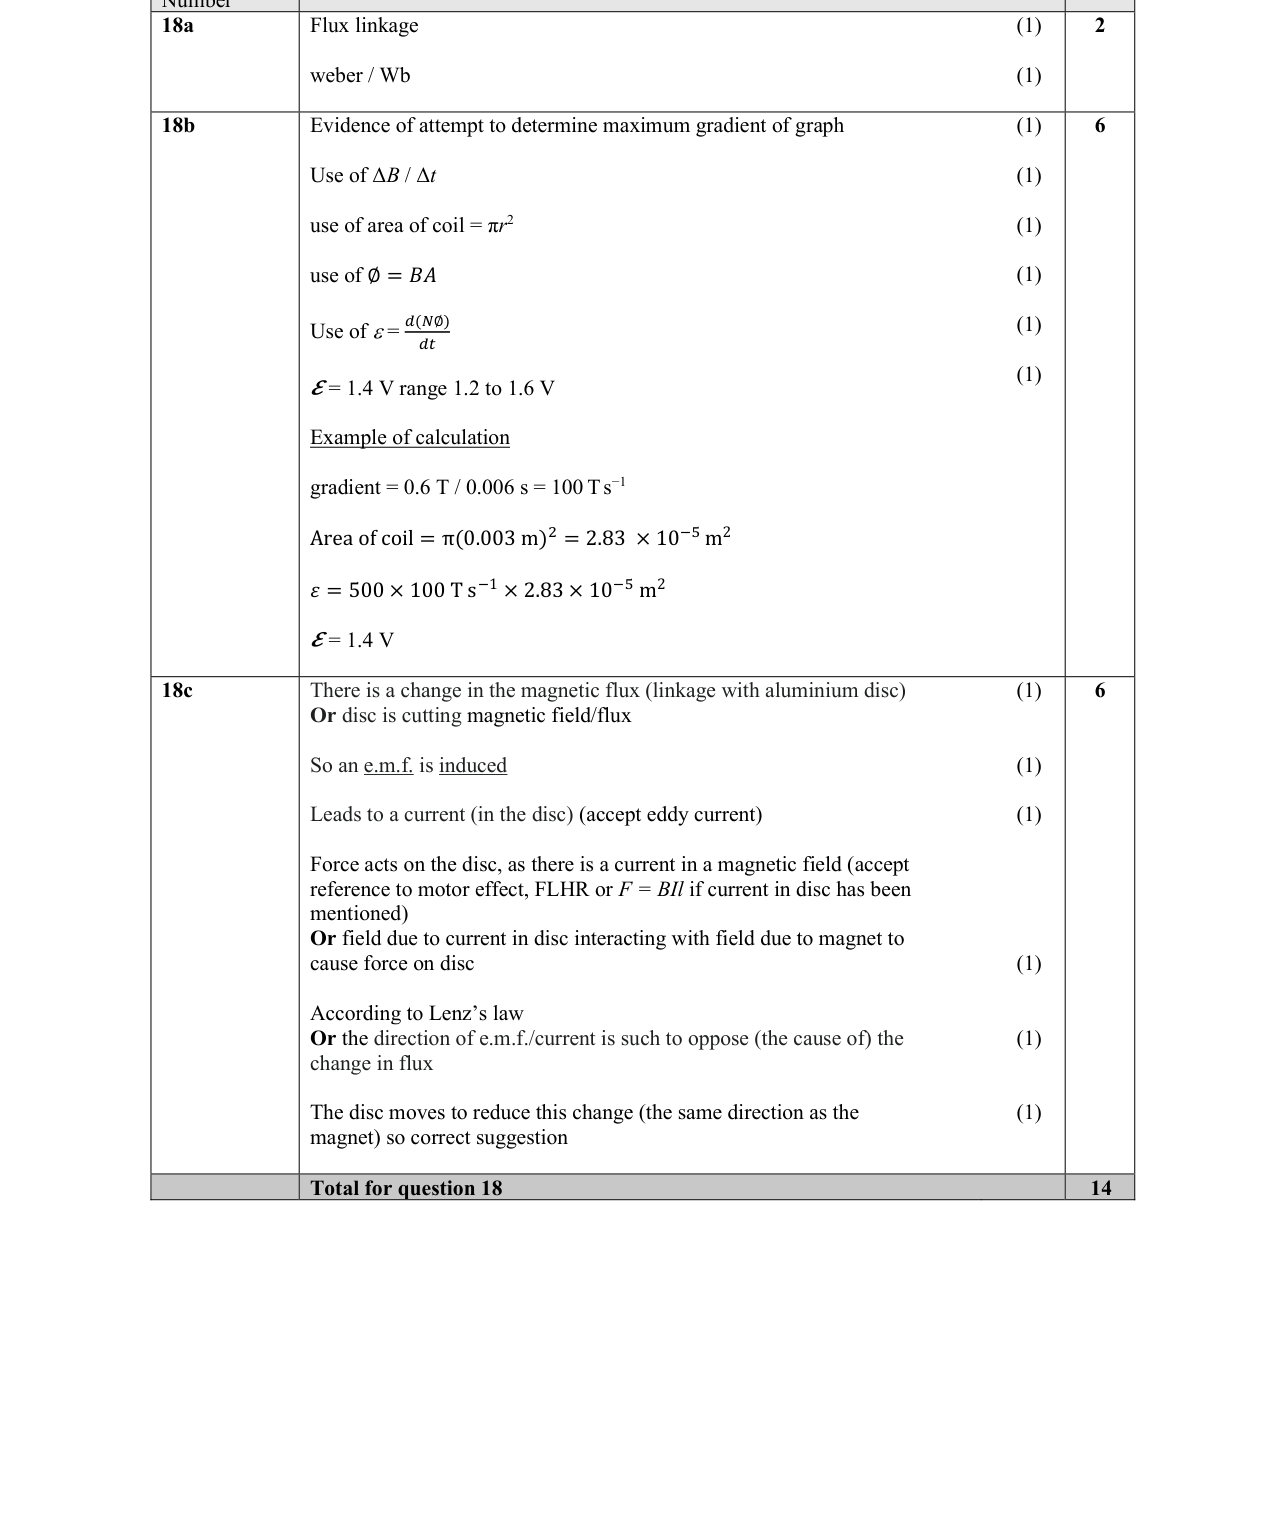 Number
18a Flux linkage (1) 2
weber / Wb (1)
18b Evidence of attempt to determine maximum gradient of graph (1) 6
Use of ΔB / Δt (1)
use of area of coil = πr² (1)
use of Ø = BA (1)
Use of ε = d(NØ)/dt (1)
ℰ = 1.4 V range 1.2 to 1.6 V (1)
Example of calculation
gradient = 0.6 T / 0.006 s = 100 T s⁻¹
Area of coil = π(0.003 m)² = 2.83 × 10⁻⁵ m²
ε = 500 × 100 T s⁻¹ × 2.83 × 10⁻⁵ m²
ℰ = 1.4 V
18c There is a change in the magnetic flux (linkage with aluminium disc) (1) 6
Or disc is cutting magnetic field/flux
So an e.m.f. is induced (1)
Leads to a current (in the disc) (accept eddy current) (1)
Force acts on the disc, as there is a current in a magnetic field (accept
reference to motor effect, FLHR or F = BIl if current in disc has been
mentioned)
Or field due to current in disc interacting with field due to magnet to
cause force on disc (1)
According to Lenz’s law
Or the direction of e.m.f./current is such to oppose (the cause of) the (1)
change in flux
The disc moves to reduce this change (the same direction as the (1)
magnet) so correct suggestion
Total for question 18 14